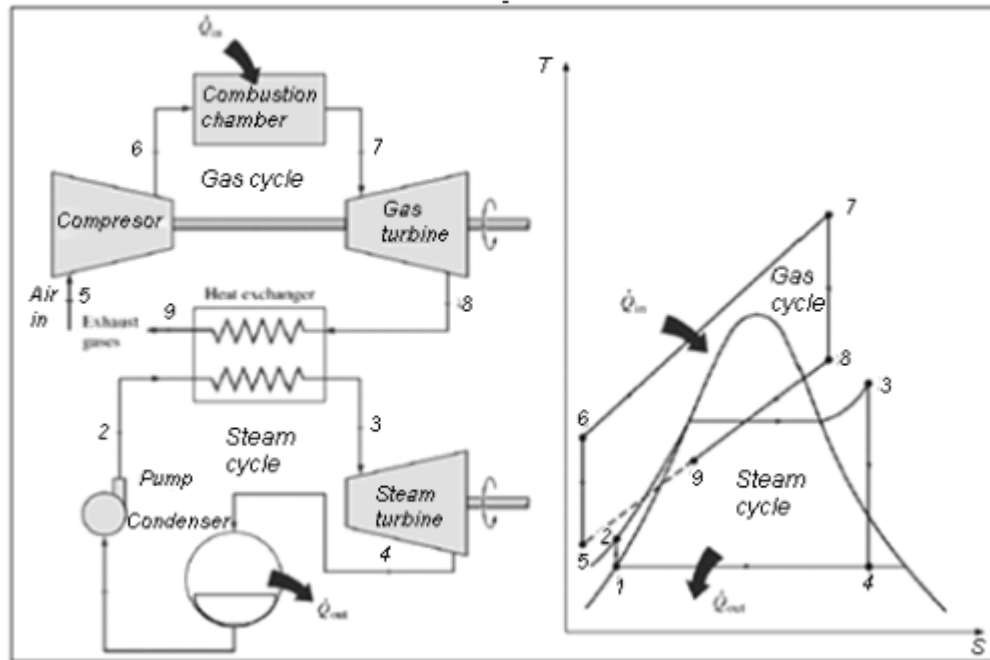 Q̇in
Combustion
chamber
6
7
Gas cycle
Compresor
Gas
turbine
Air
in
5
8
Heat exchanger
9
Exhaust
gases
2
3
Steam
cycle
Pump
Condenser
Steam
turbine
4
Q̇out
T
7
Gas
cycle
Q̇in
8
3
6
9
Steam
cycle
2
5
1
4
Q̇out
S